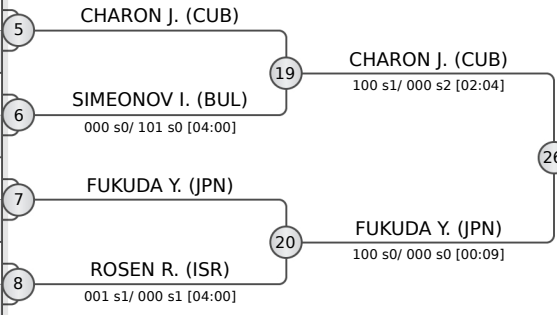 CHARON J. (CUB)
5
19
CHARON J. (CUB)
100 s1/ 000 s2 [02:04]
SIMEONOV I. (BUL)
6
000 s0/ 101 s0 [04:00]
26
FUKUDA Y. (JPN)
7
20
FUKUDA Y. (JPN)
100 s0/ 000 s0 [00:09]
ROSEN R. (ISR)
8
001 s1/ 000 s1 [04:00]